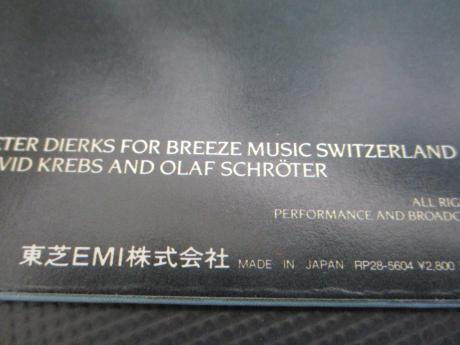 ETER DIERKS FOR BREEZE MUSIC SWITZERLAND
VID KREBS AND OLAF SCHRÖTER
ALL RIG
PERFORMANCE AND BROADC
東芝EMI株式会社 MADE IN JAPAN RP28-5604 ¥2,800